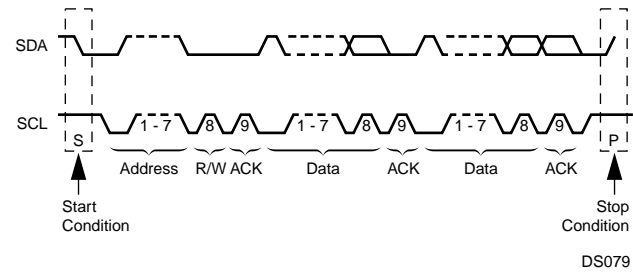 SDA
SCL
S 1 - 7 8 9 1 - 7 8 9 1 - 7 8 9 P
Address R/W ACK Data ACK Data ACK
Start
Condition
Stop
Condition
DS079